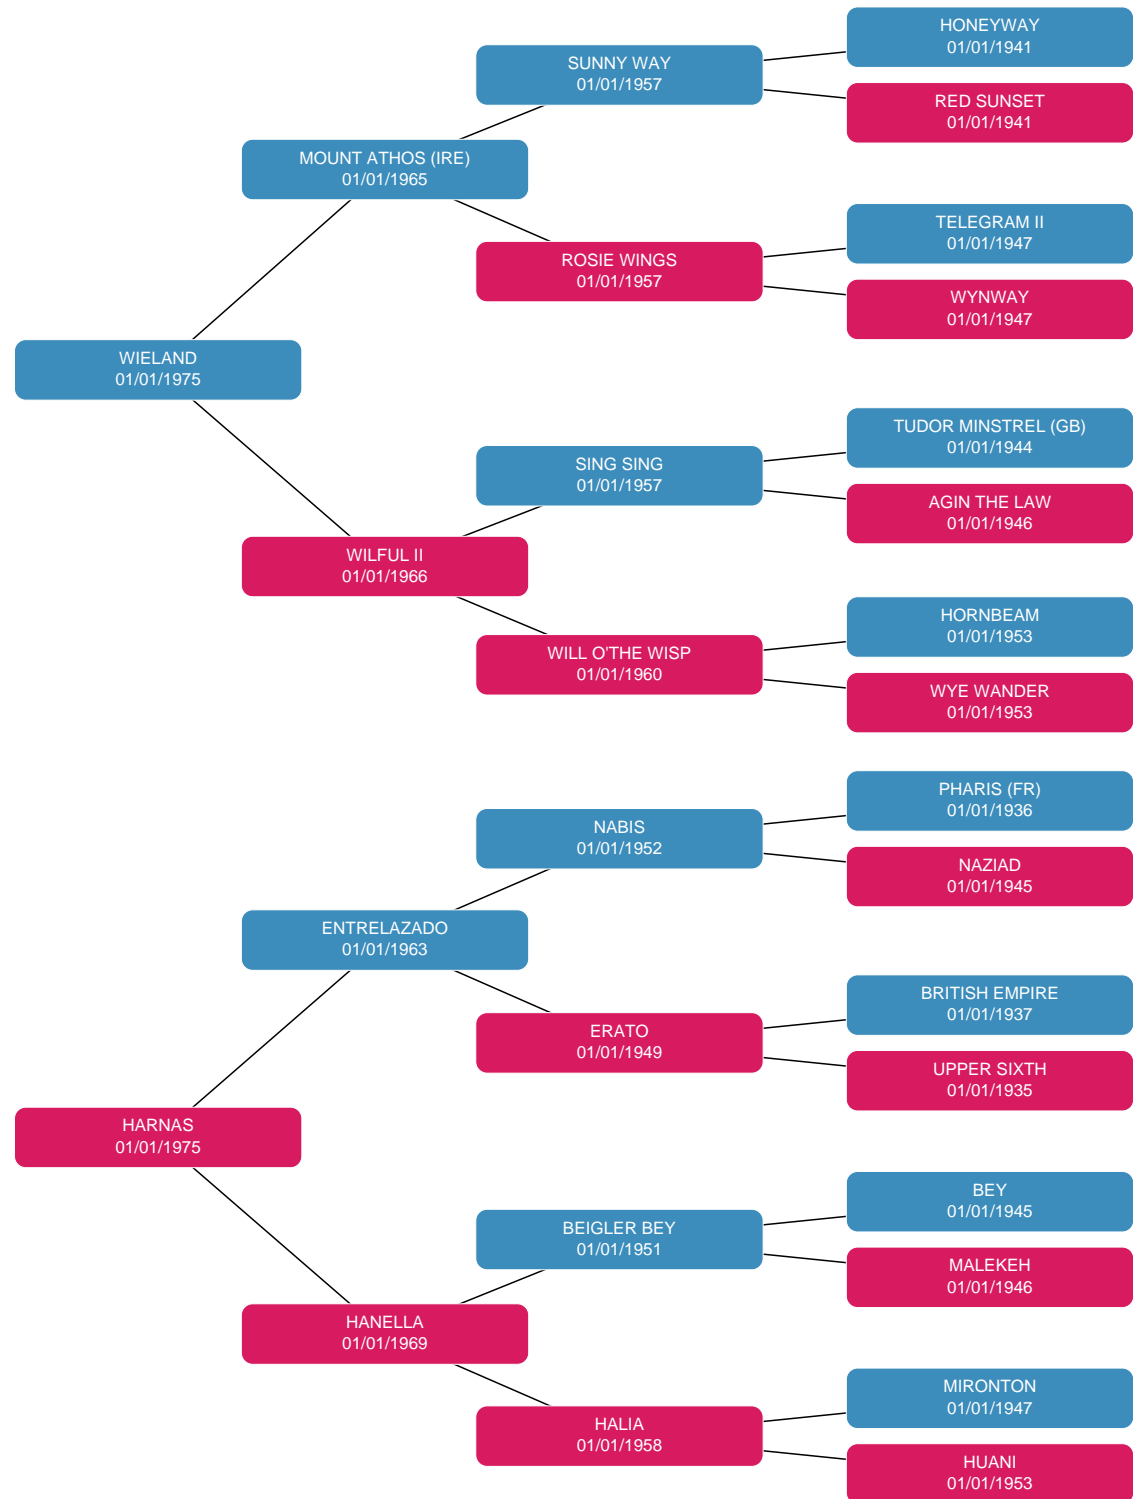 HONEYWAY
01/01/1941
SUNNY WAY
01/01/1957
RED SUNSET
01/01/1941
MOUNT ATHOS (IRE)
01/01/1965
TELEGRAM II
01/01/1947
ROSIE WINGS
01/01/1957
WYNWAY
01/01/1947
WIELAND
01/01/1975
TUDOR MINSTREL (GB)
01/01/1944
SING SING
01/01/1957
AGIN THE LAW
01/01/1946
WILFUL II
01/01/1966
HORNBEAM
01/01/1953
WILL O'THE WISP
01/01/1960
WYE WANDER
01/01/1953
PHARIS (FR)
01/01/1936
NABIS
01/01/1952
NAZIAD
01/01/1945
ENTRELAZADO
01/01/1963
BRITISH EMPIRE
01/01/1937
ERATO
01/01/1949
UPPER SIXTH
01/01/1935
HARNAS
01/01/1975
BEY
01/01/1945
BEIGLER BEY
01/01/1951
MALEKEH
01/01/1946
HANELLA
01/01/1969
MIRONTON
01/01/1947
HALIA
01/01/1958
HUANI
01/01/1953